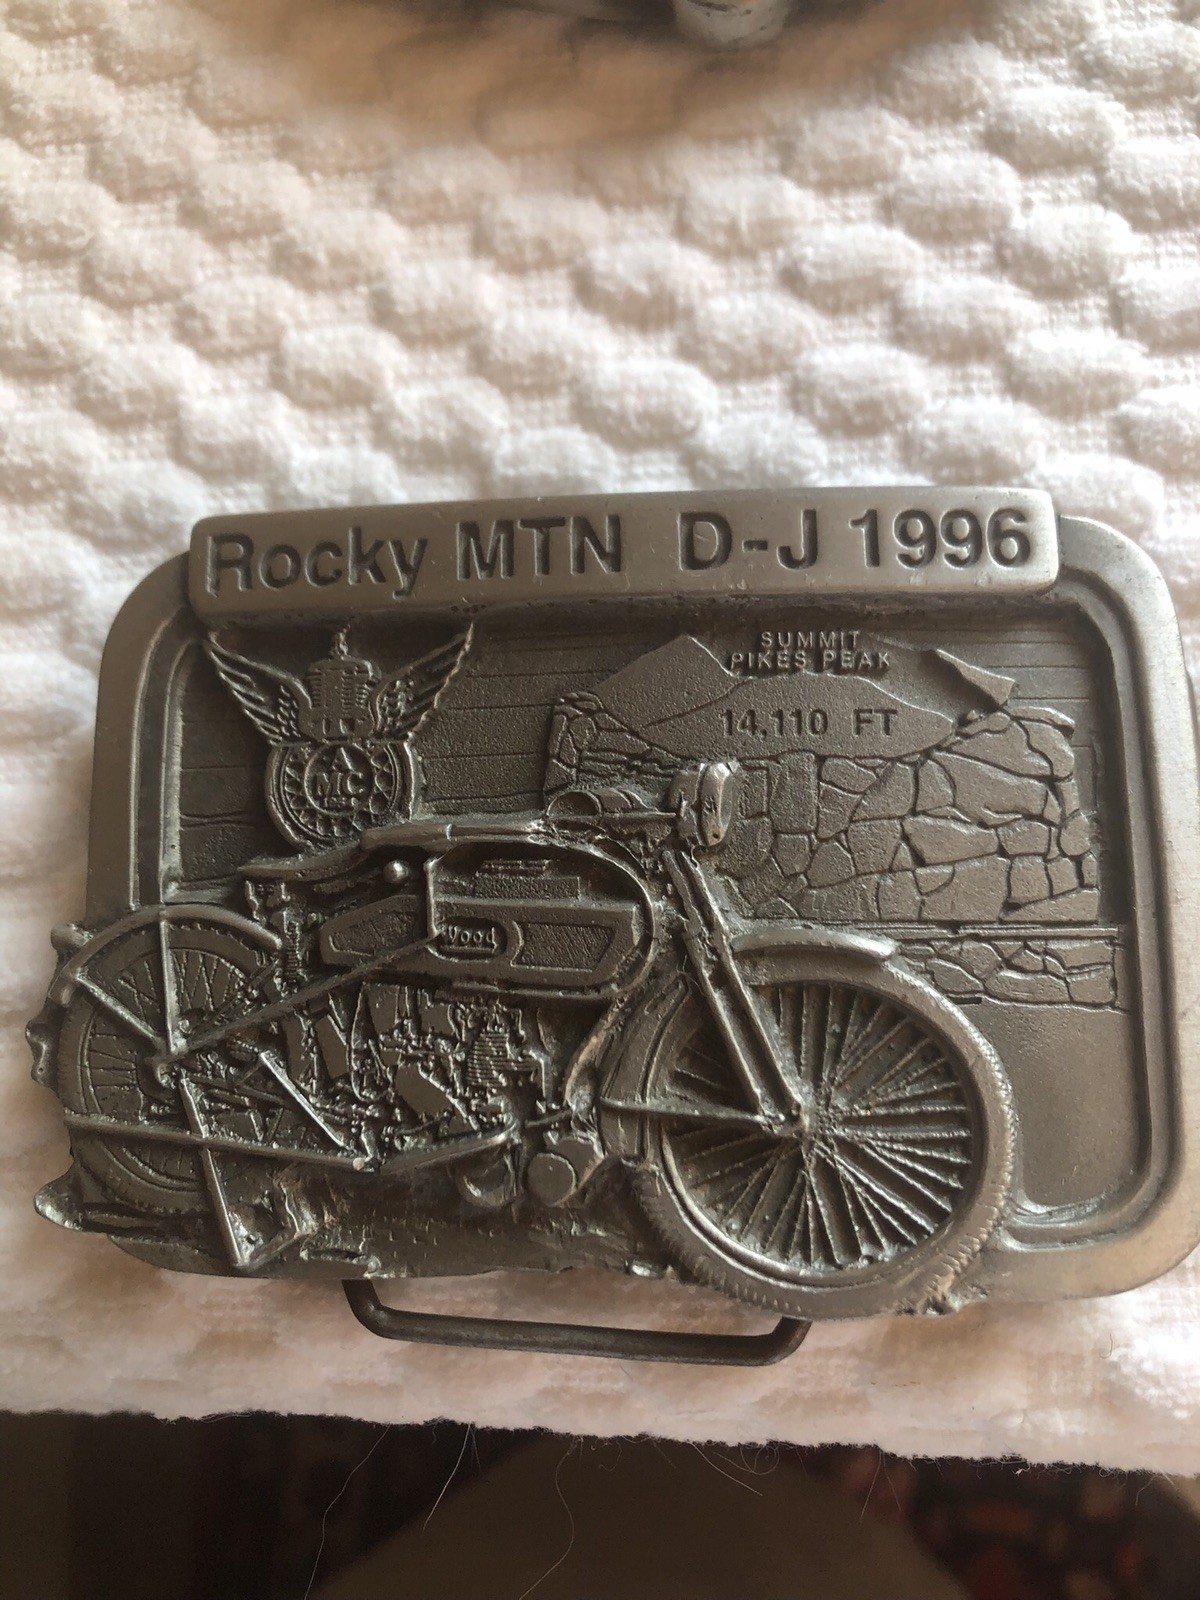 Rocky MTN D-J 1996
SUMMIT
PIKES PEAK
14,110 FT
A
MC
Wood